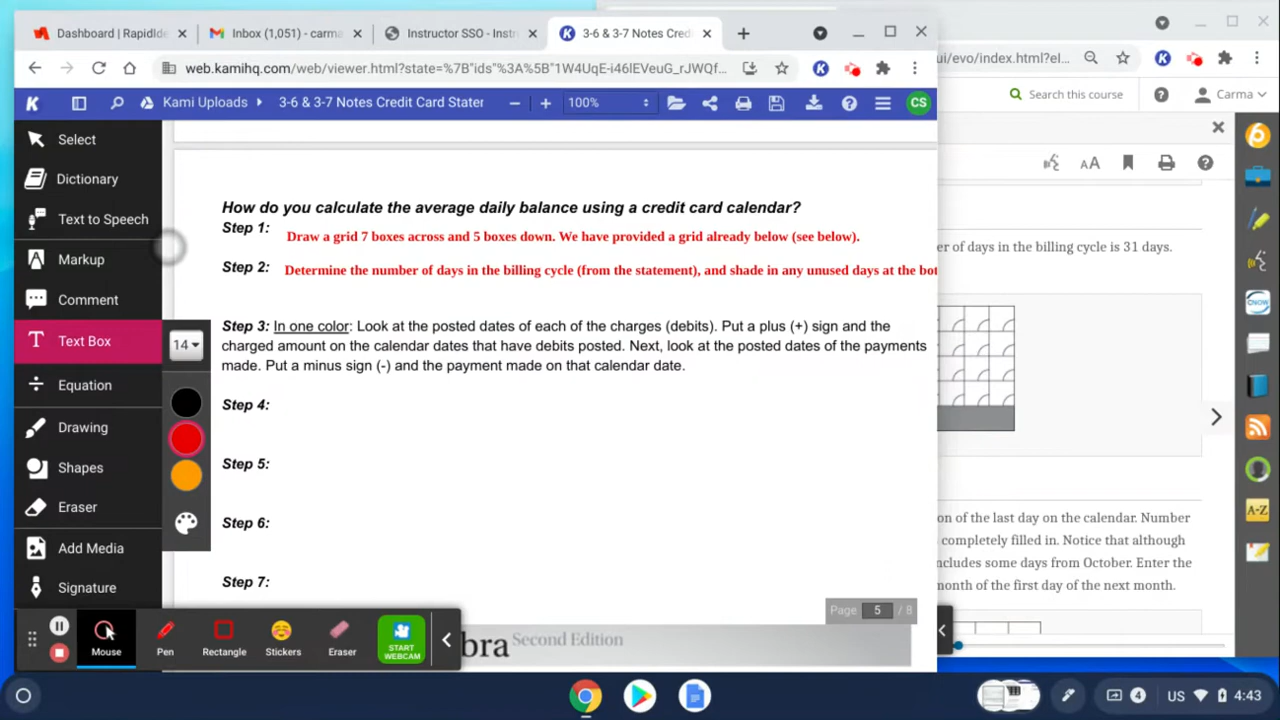 Dashboard | RapidIde
Inbox (1,051) - carma
Instructor SSO - Instr
3-6 & 3-7 Notes Cred
web.kamihq.com/web/viewer.html?state=%7B"ids"%3A%5B"1W4UqE-i46lEVeuG_rJWQf...
ui/evo/index.html?el...
Kami Uploads
3-6 & 3-7 Notes Credit Card Stater
100%
CS
Search this course
Carma
Select
Dictionary
Text to Speech
Markup
Comment
Text Box
Equation
Drawing
Shapes
Eraser
Add Media
Signature
14
How do you calculate the average daily balance using a credit card calendar?
Step 1: Draw a grid 7 boxes across and 5 boxes down. We have provided a grid already below (see below).
Step 2: Determine the number of days in the billing cycle (from the statement), and shade in any unused days at the bot
Step 3: In one color: Look at the posted dates of each of the charges (debits). Put a plus (+) sign and the
charged amount on the calendar dates that have debits posted. Next, look at the posted dates of the payments
made. Put a minus sign (-) and the payment made on that calendar date.
Step 4:
Step 5:
Step 6:
Step 7:
Page 5 / 8
bra Second Edition
AA
er of days in the billing cycle is 31 days.
on of the last day on the calendar. Number
completely filled in. Notice that although
ncludes some days from October. Enter the
month of the first day of the next month.
CNOW
A-Z
Mouse
Pen
Rectangle
Stickers
Eraser
START
WEBCAM
4
US
4:43